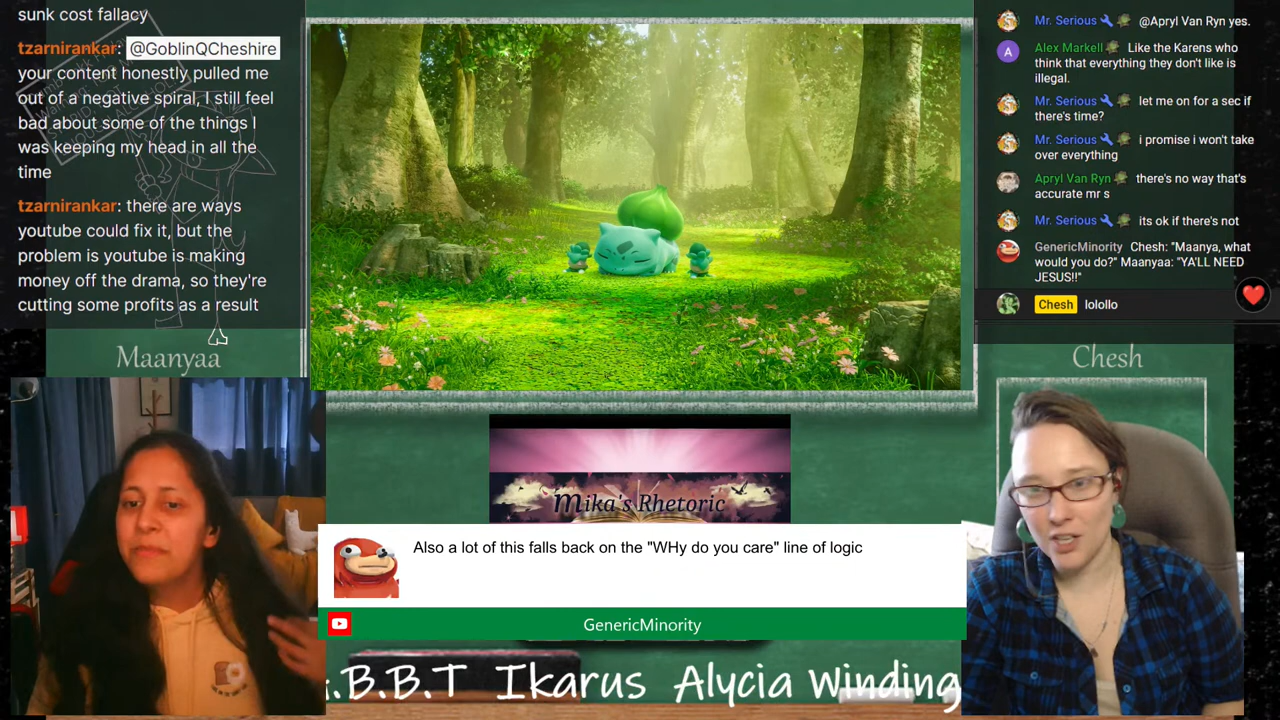 sunk cost fallacy
tzarnirankar: @GoblinQCheshire
your content honestly pulled me
out of a negative spiral, I still feel
bad about some of the things I
was keeping my head in all the
time
tzarnirankar: there are ways
youtube could fix it, but the
problem is youtube is making
money off the drama, so they're
cutting some profits as a result
Mr. Serious @Apryl Van Ryn yes.
A
Alex Markell Like the Karens who
think that everything they don't like is
illegal.
Mr. Serious let me on for a sec if
there's time?
Mr. Serious i promise i won't take
over everything
Apryl Van Ryn there's no way that's
accurate mr s
Mr. Serious its ok if there's not
GenericMinority Chesh: "Maanya, what
would you do?" Maanyaa: "YA'LL NEED
JESUS!!"
Chesh lolollo
Maanyaa
Chesh
Mika's Rhetoric
Also a lot of this falls back on the "WHy do you care" line of logic
GenericMinority
.B.B.T Ikarus Alycia Winding